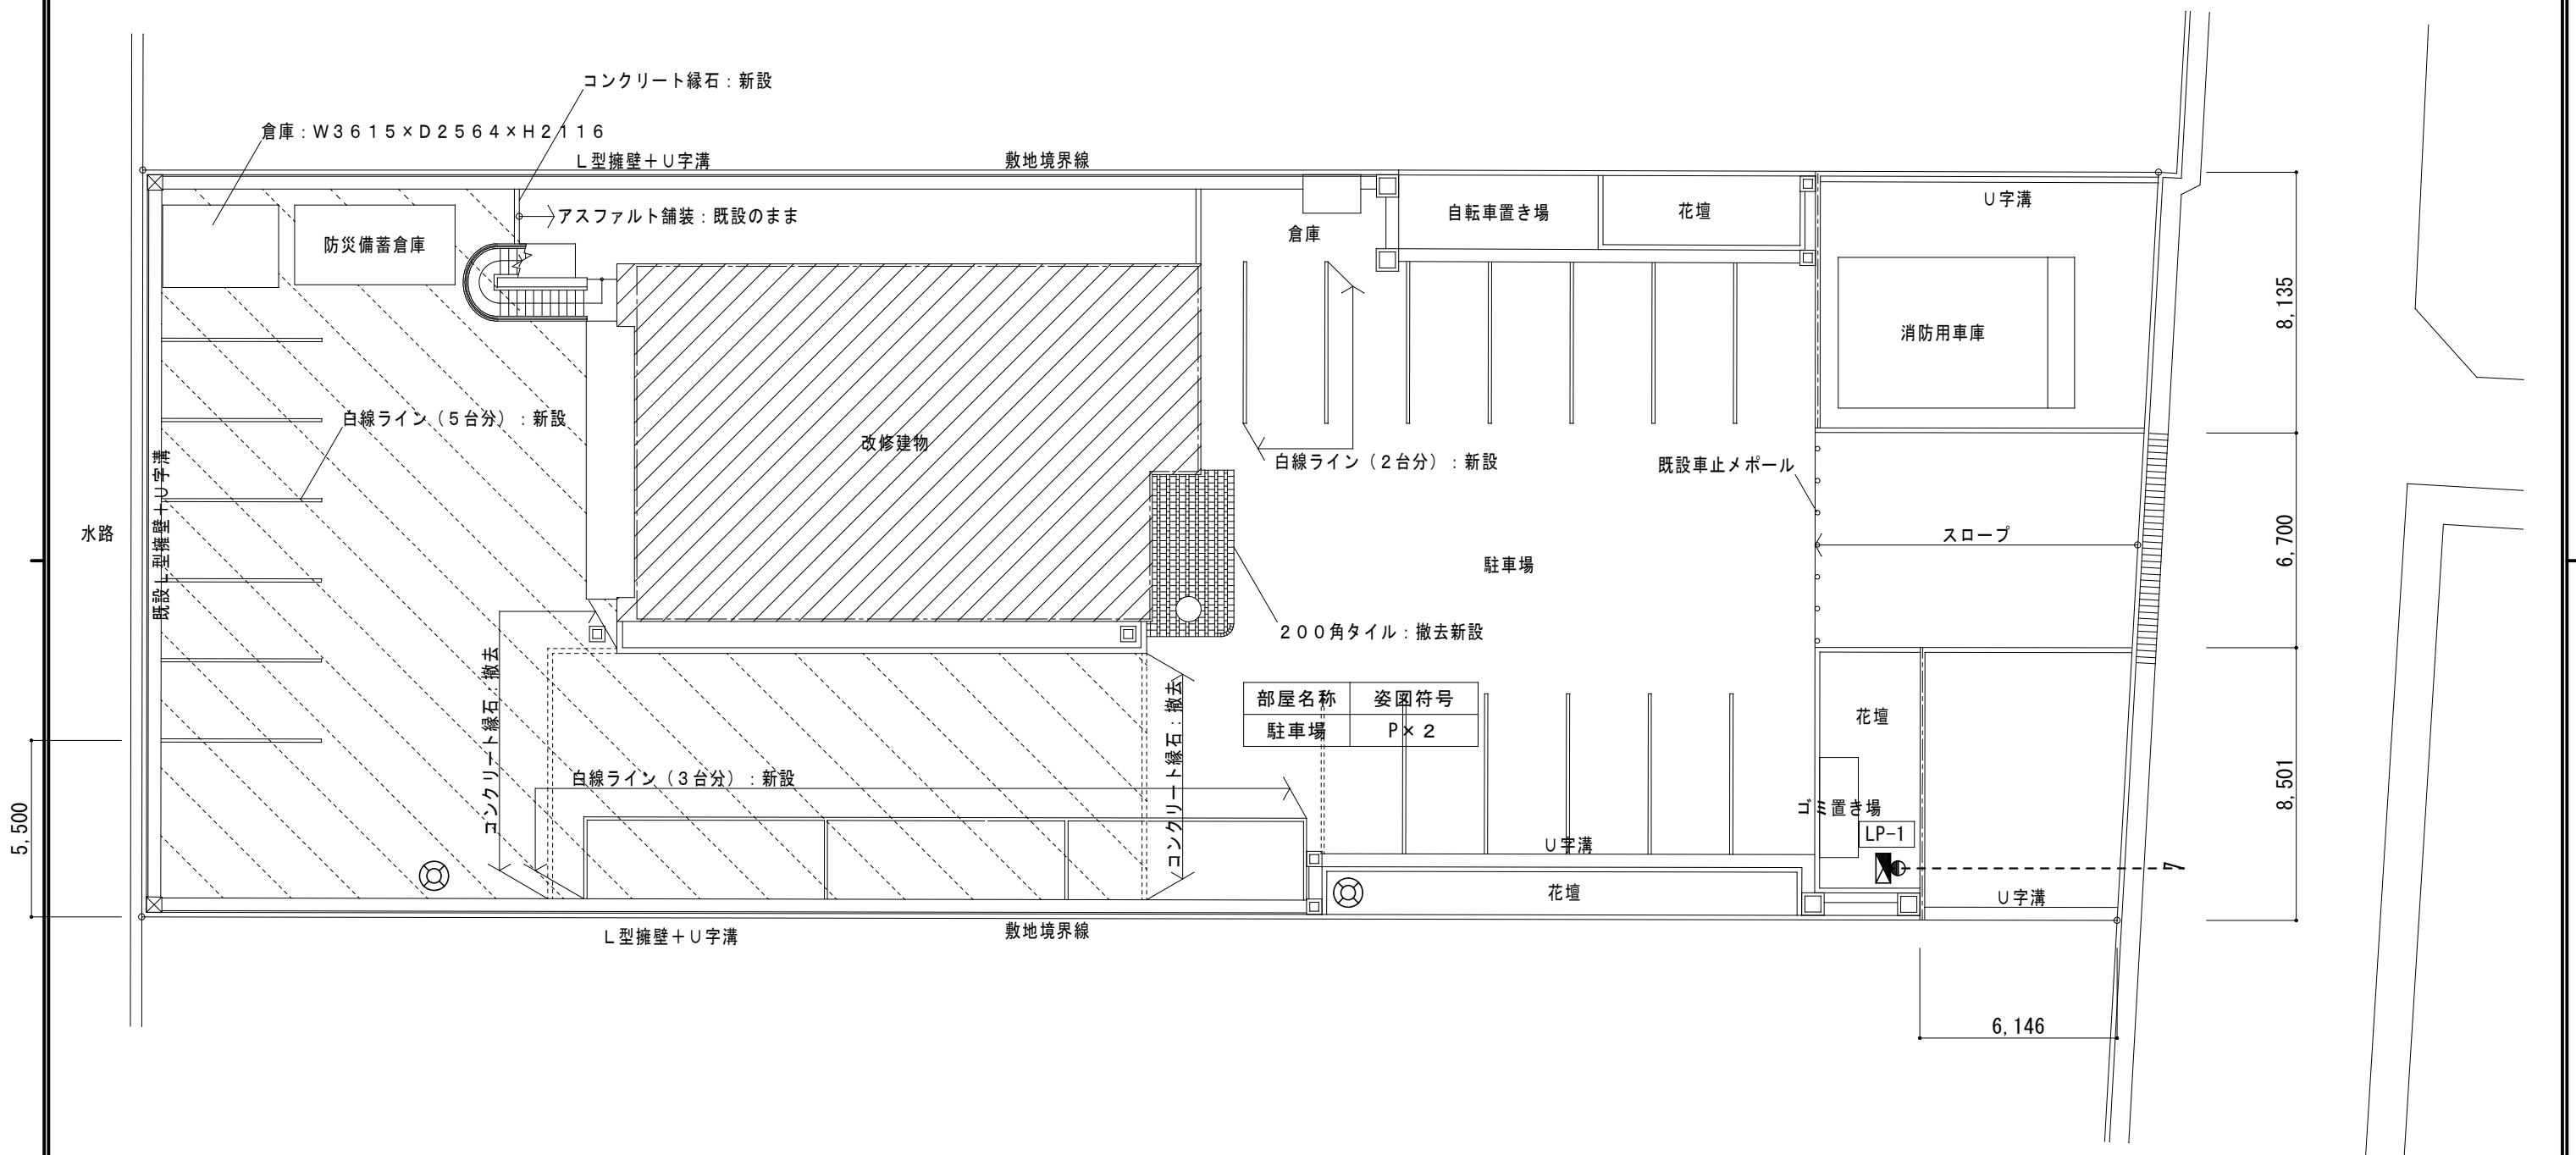 コンクリート縁石：新設
倉庫：Ｗ３６１５×Ｄ２５６４×Ｈ２１１６
Ｌ型擁壁＋Ｕ字溝
敷地境界線
アスファルト舗装：既設のまま
防災備蓄倉庫
倉庫
自転車置き場
花壇
Ｕ字溝
8,135
消防用車庫
白線ライン（５台分）：新設
改修建物
白線ライン（２台分）：新設
既設車止メポール
既設Ｌ型擁壁＋Ｕ字溝
水路
スロープ
6,700
駐車場
２００角タイル：撤去新設
コンクリート縁石：撤去
コンクリート縁石：撤去
部屋名称 姿図符号
駐車場 Ｐ×２
花壇
白線ライン（３台分）：新設
ゴミ置き場
8,501
5,500
LP-1
Ｕ字溝
花壇
Ｕ字溝
Ｌ型擁壁＋Ｕ字溝
敷地境界線
6,146